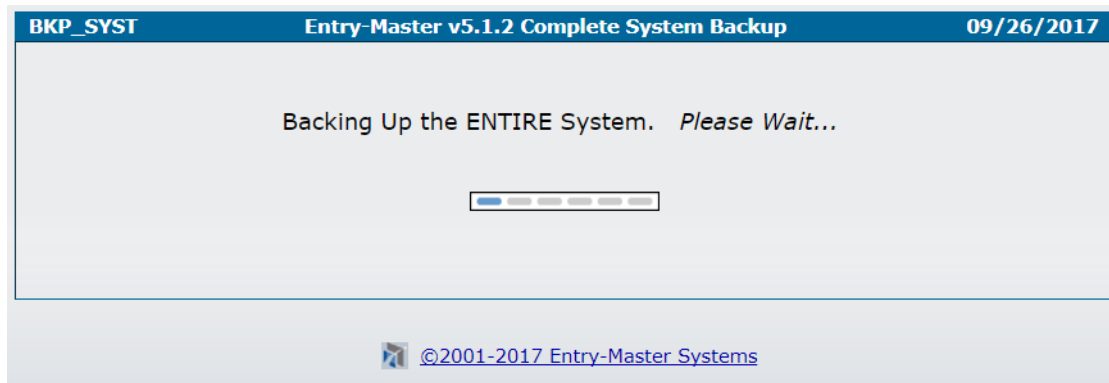 BKP_SYST Entry-Master v5.1.2 Complete System Backup 09/26/2017
Backing Up the ENTIRE System. Please Wait...
©2001-2017 Entry-Master Systems